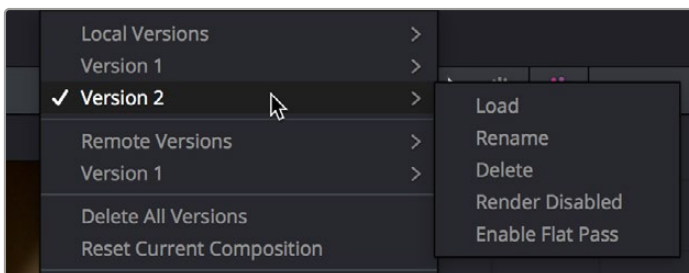 Local Versions
Version 1
Version 2
Remote Versions
Version 1
Delete All Versions
Reset Current Composition
Load
Rename
Delete
Render Disabled
Enable Flat Pass